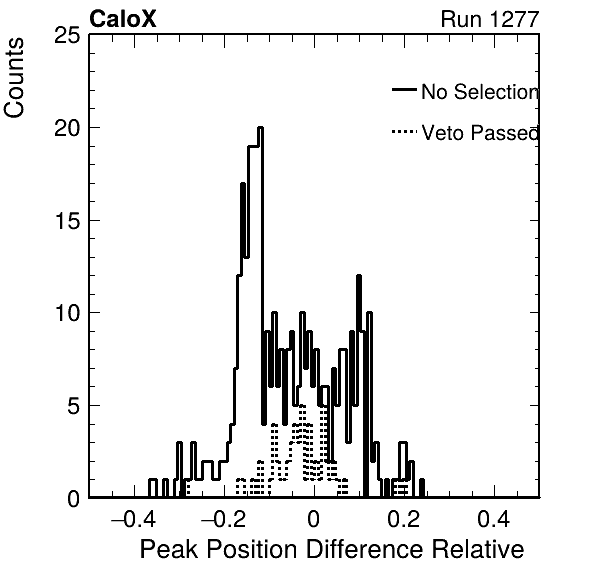 CaloX Run 1277
25
20
15
10
5
0
−0.4 −0.2 0 0.2 0.4
Counts
No Selection
Veto Passed
Peak Position Difference Relative